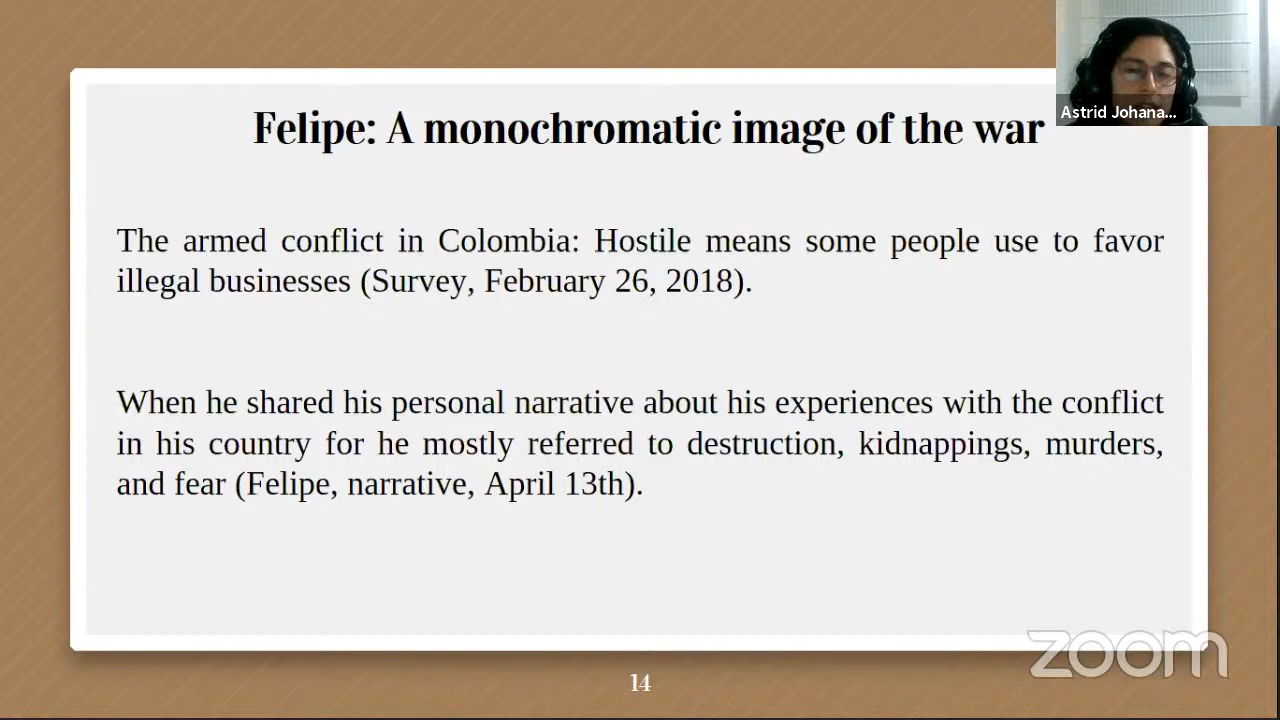 Felipe: A monochromatic image of the war
Astrid Johana...
The armed conflict in Colombia: Hostile means some people use to favor
illegal businesses (Survey, February 26, 2018).
When he shared his personal narrative about his experiences with the conflict
in his country for he mostly referred to destruction, kidnappings, murders,
and fear (Felipe, narrative, April 13th).
zoom
14